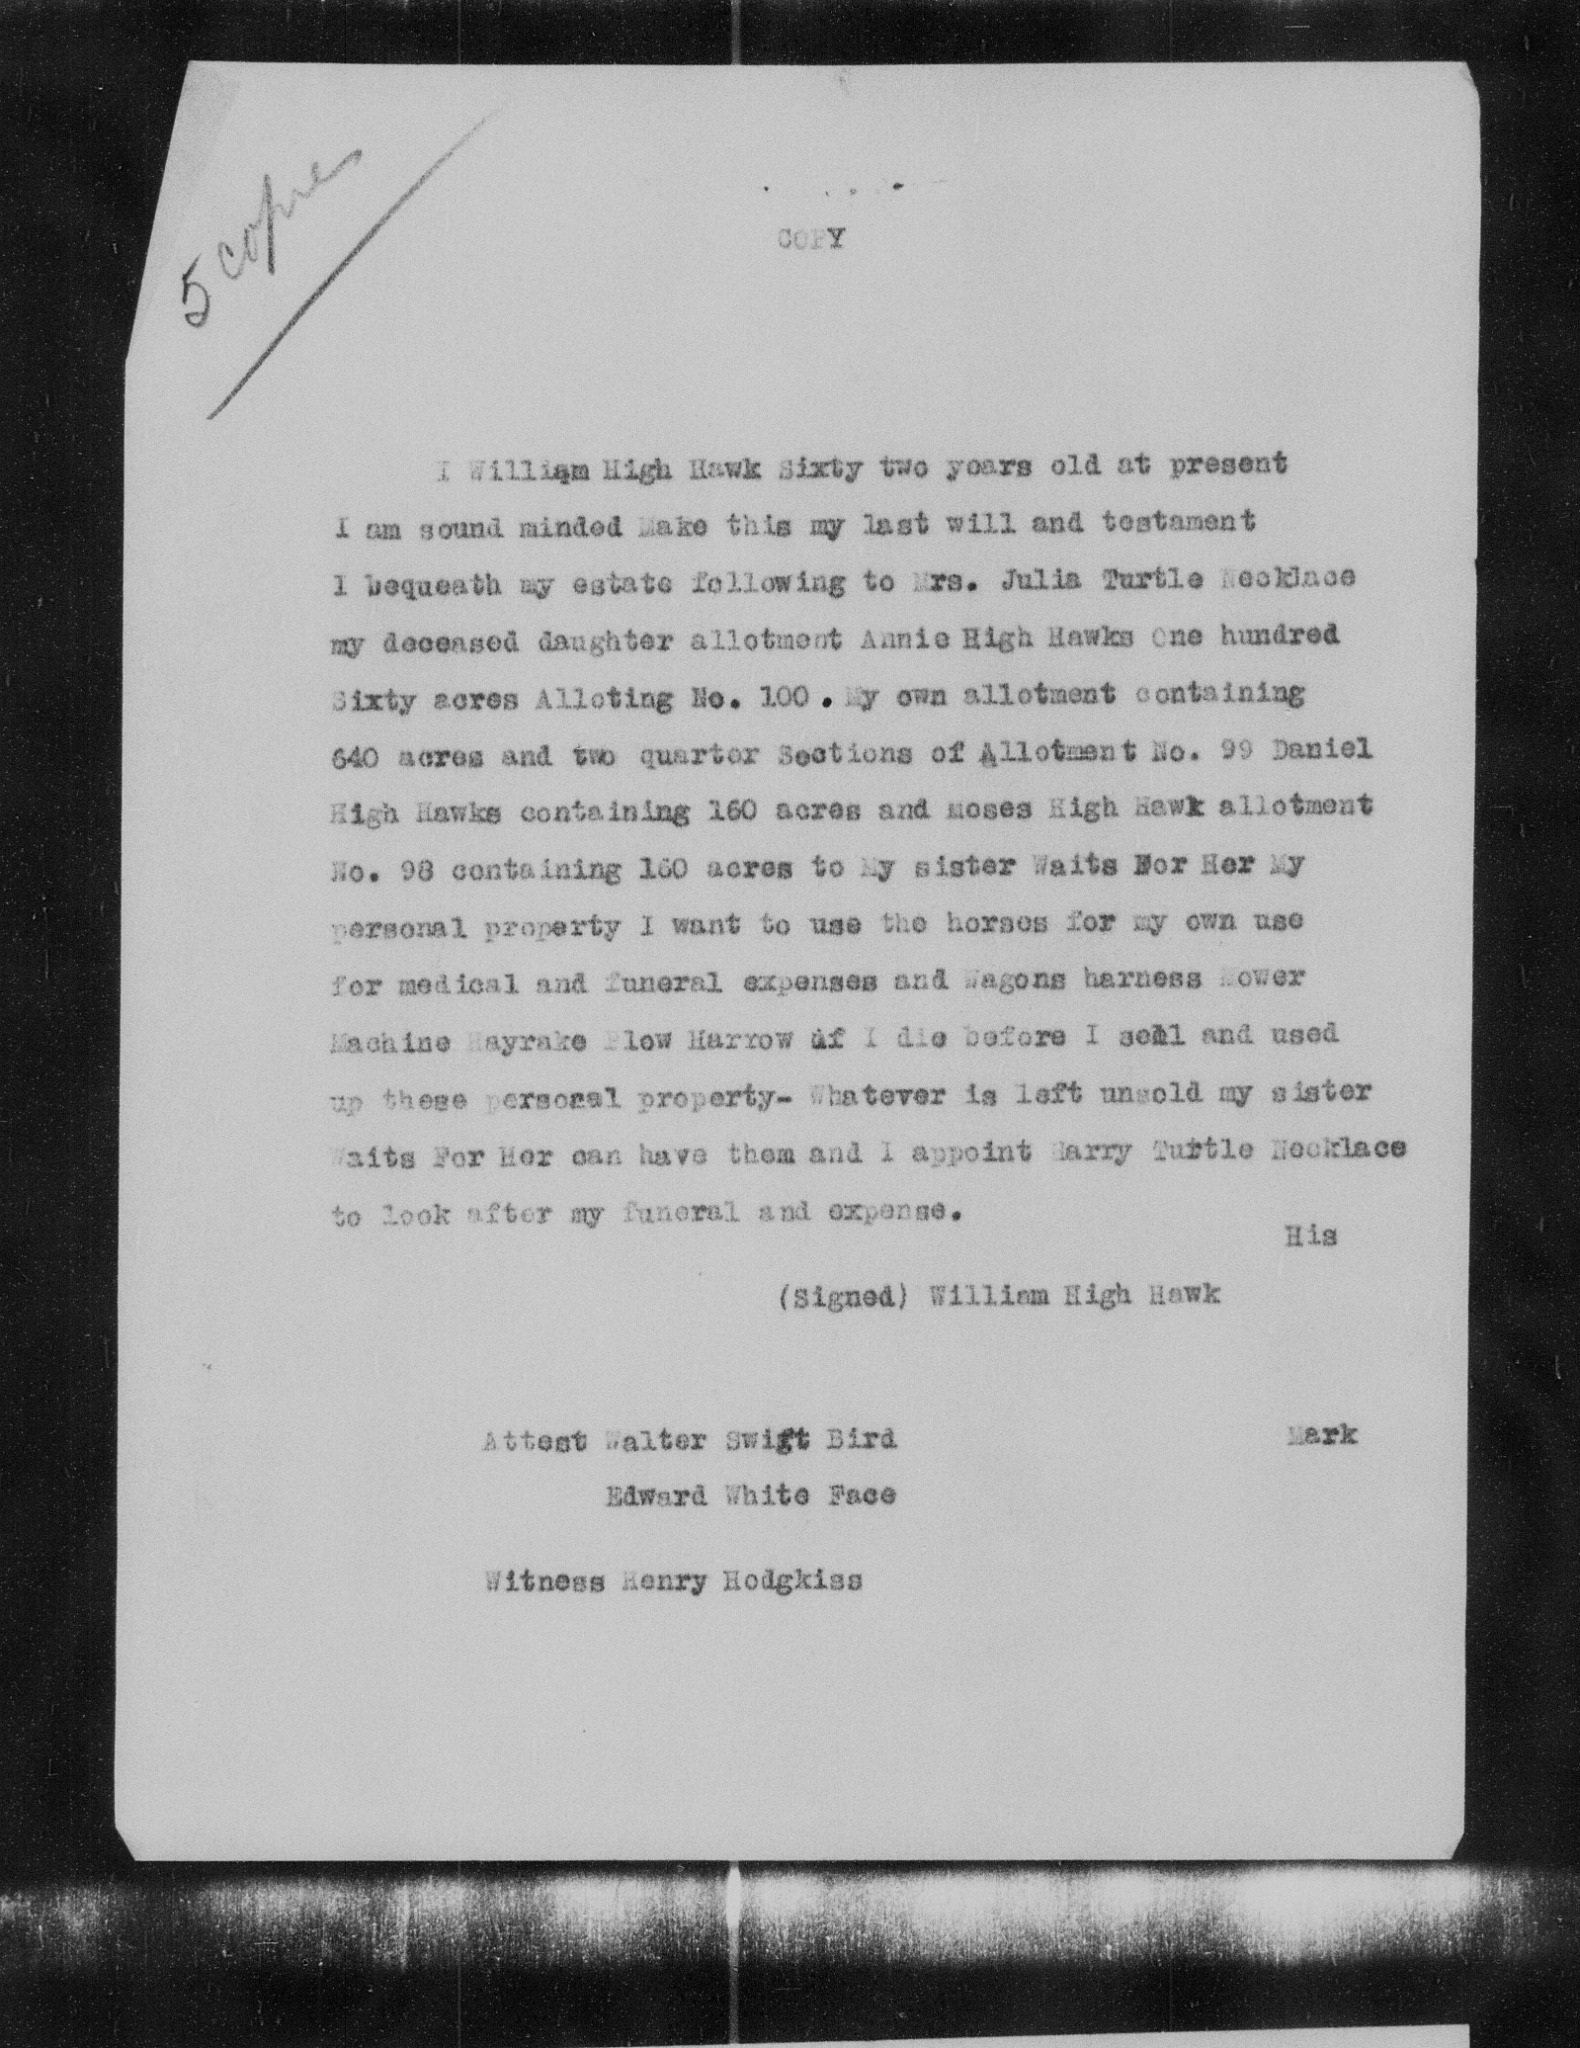 5 copies
COPY
I William High Hawk Sixty two years old at present
I am sound minded Make this my last will and testament
I bequeath my estate following to Mrs. Julia Turtle Necklace
my deceased daughter allotment Annie High Hawks One hundred
Sixty acres Alloting No. 100. My own allotment containing
640 acres and two quarter Sections of Allotment No. 99 Daniel
High Hawks containing 160 acres and Moses High Hawk allotment
No. 98 containing 160 acres to My sister Waits For Her My
personal property I want to use the horses for my own use
for medical and funeral expenses and Wagons harness Mower
Machine Hayrake Plow Harrow if I die before I sell and used
up these personal property- Whatever is left unsold my sister
Waits For Her can have them and I appoint Harry Turtle Necklace
to look after my funeral and expense.
His
(Signed) William High Hawk
Attest Walter Swift Bird
Mark
Edward White Face
Witness Henry Hodgkiss